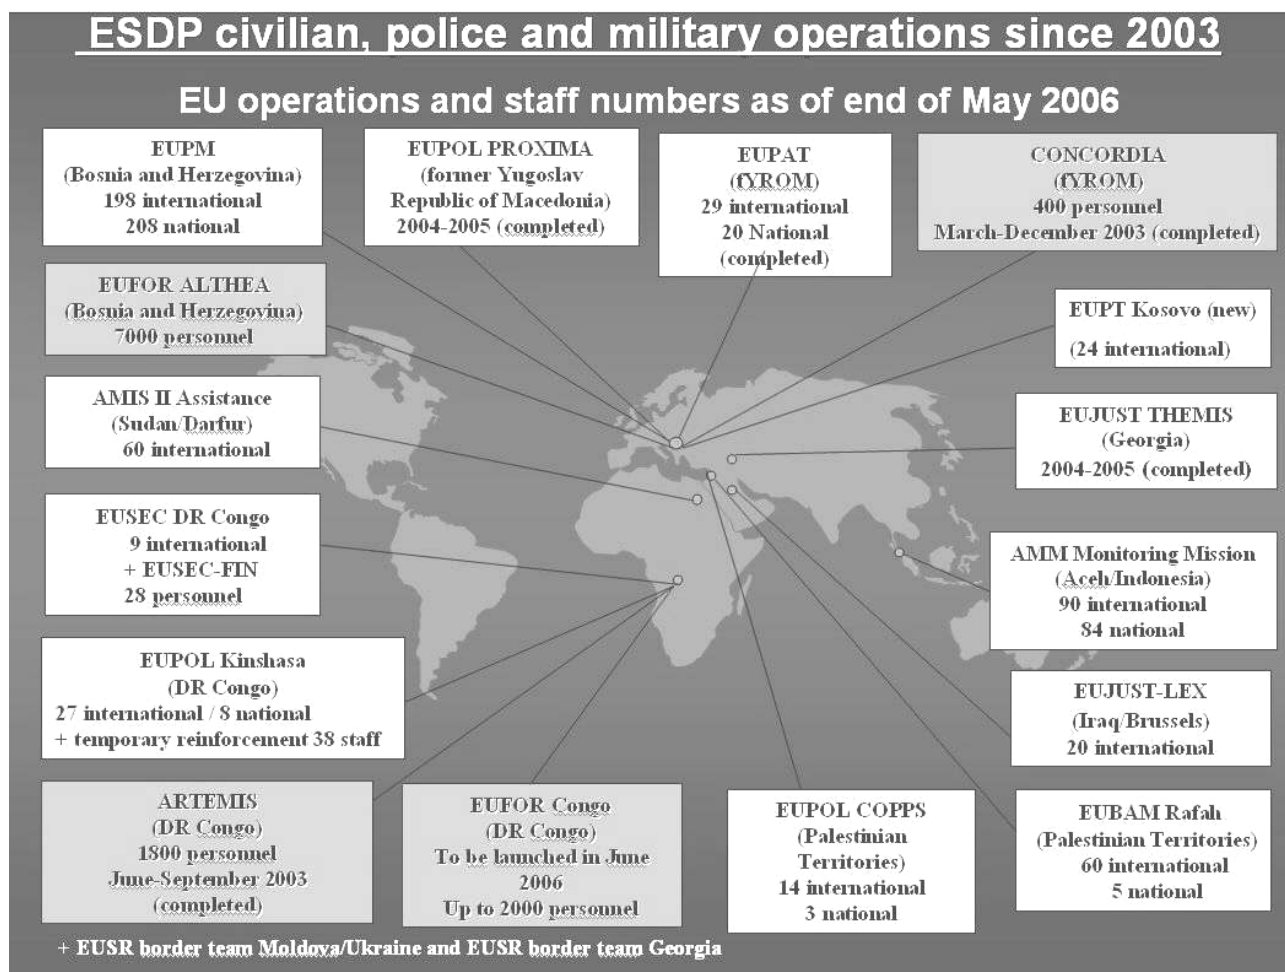 ESDP civilian, police and military operations since 2003
EU operations and staff numbers as of end of May 2006
EUPM
(Bosnia and Herzegovina)
198 international
208 national
EUPOL PROXIMA
(former Yugoslav
Republic of Macedonia)
2004-2005 (completed)
EUPAT
(fYROM)
29 international
20 National
(completed)
CONCORDIA
(fYROM)
400 personnel
March-December 2003 (completed)
EUFOR ALTHEA
(Bosnia and Herzegovina)
7000 personnel
EUPT Kosovo (new)
(24 international)
AMIS II Assistance
(Sudan/Darfur)
60 international
EUJUST THEMIS
(Georgia)
2004-2005 (completed)
EUSEC DR Congo
9 international
+ EUSEC-FIN
28 personnel
AMM Monitoring Mission
(Aceh/Indonesia)
90 international
84 national
EUPOL Kinshasa
(DR Congo)
27 international / 8 national
+ temporary reinforcement 38 staff
EUJUST-LEX
(Iraq/Brussels)
20 international
ARTEMIS
(DR Congo)
1800 personnel
June-September 2003
(completed)
EUFOR Congo
(DR Congo)
To be launched in June
2006
Up to 2000 personnel
EUPOL COPPS
(Palestinian
Territories)
14 international
3 national
EUBAM Rafah
(Palestinian Territories)
60 international
5 national
+ EUSR border team Moldova/Ukraine and EUSR border team Georgia